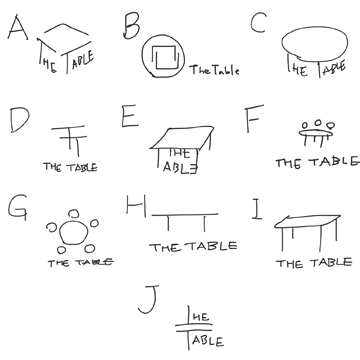 A
B
C
THE TABLE
The Table
THE TABLE
D
E
F
THE TABLE
THE
TABLE
THE TABLE
G
H
I
THE TABLE
THE TABLE
THE TABLE
J
THE
TABLE